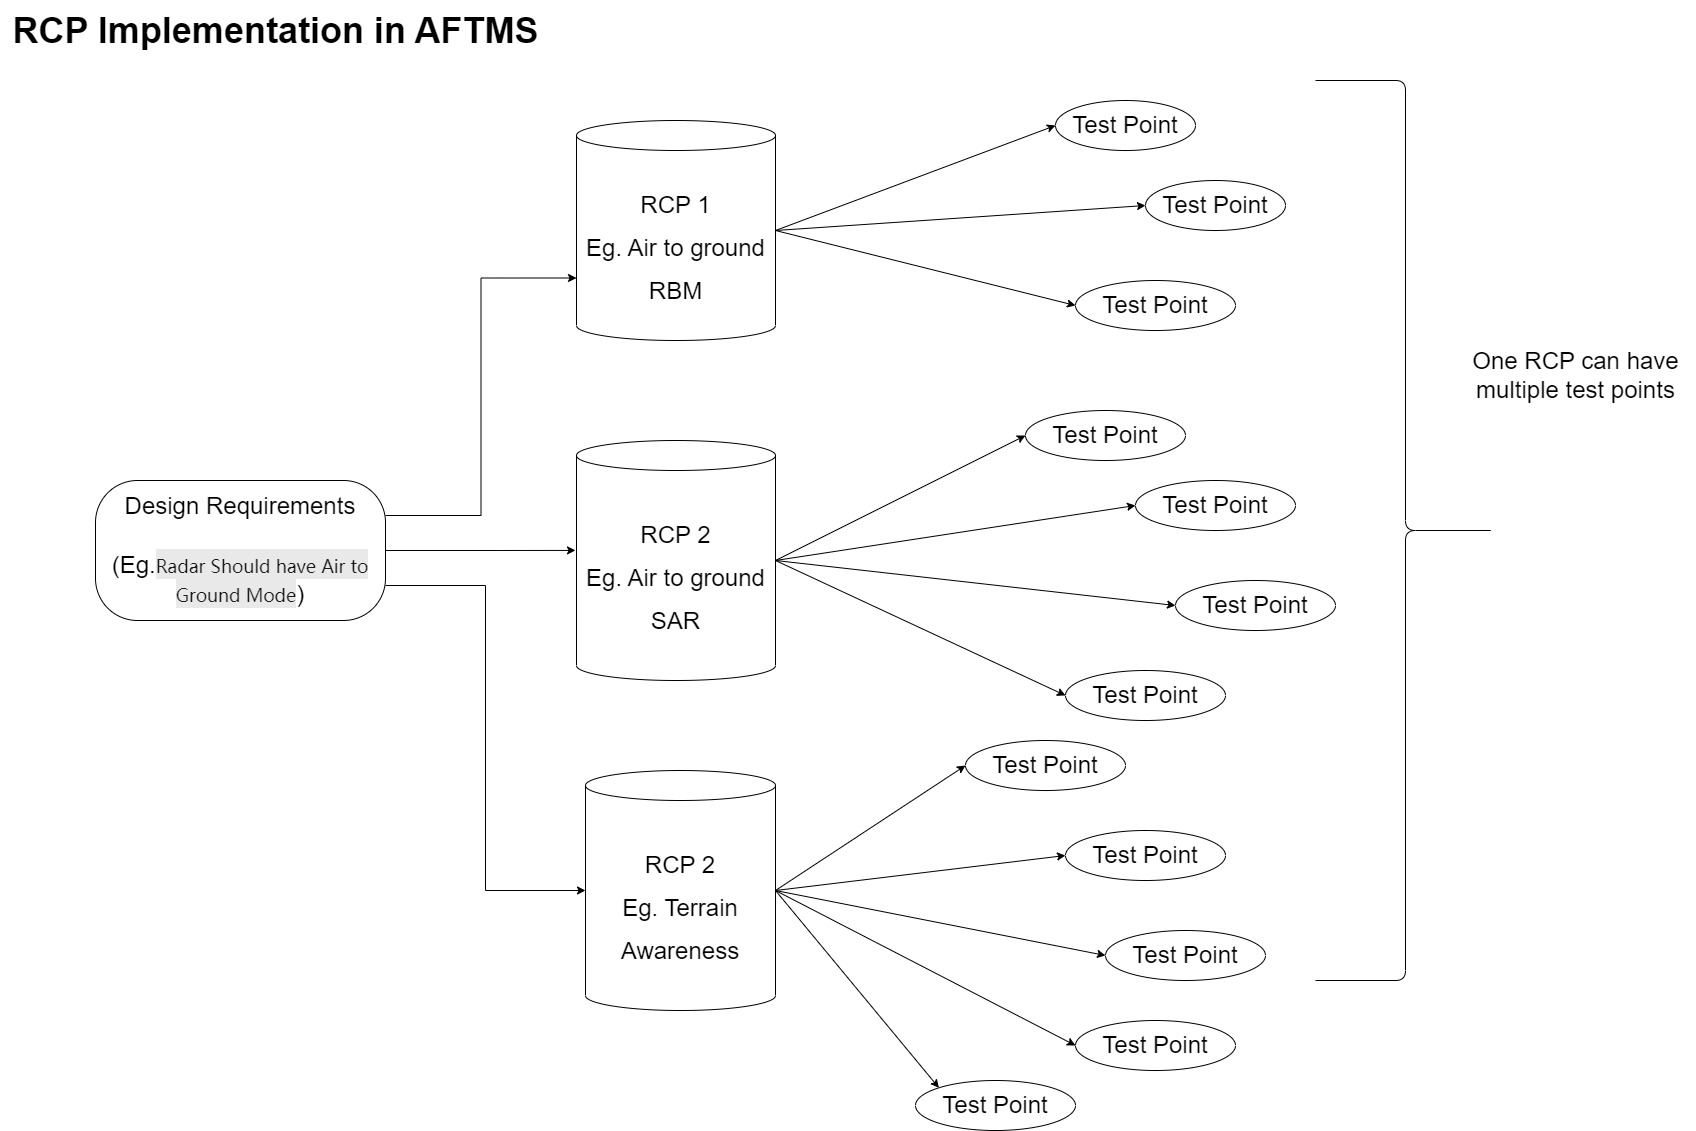 RCP Implementation in AFTMS
Design Requirements
(Eg.Radar Should have Air to
Ground Mode)
RCP 1
Eg. Air to ground
RBM
Test Point
Test Point
Test Point
RCP 2
Eg. Air to ground
SAR
Test Point
Test Point
Test Point
Test Point
RCP 2
Eg. Terrain
Awareness
Test Point
Test Point
Test Point
Test Point
Test Point
One RCP can have
multiple test points